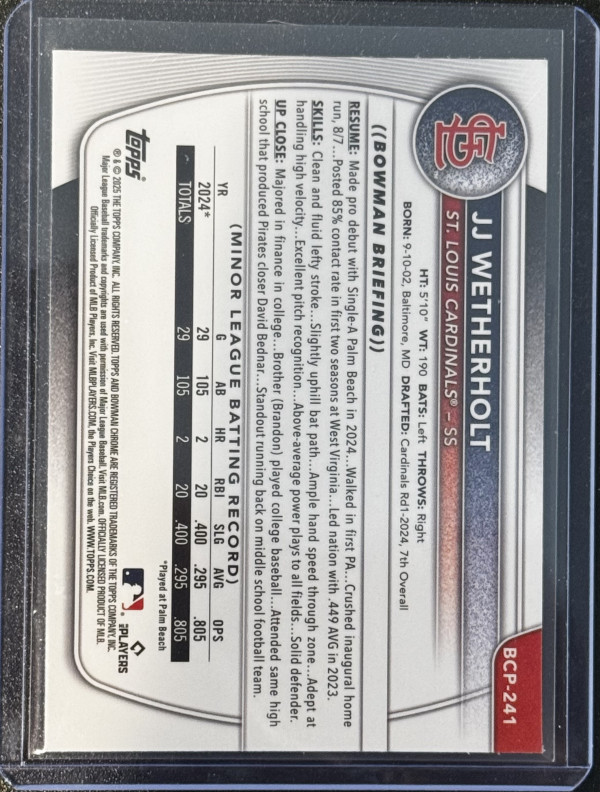 BCP-241
JJ WETHERHOLT
ST. LOUIS CARDINALS® – SS
HT: 5'10" WT: 190 BATS: Left THROWS: Right
BORN: 9-10-02, Baltimore, MD DRAFTED: Cardinals Rd1-2024, 7th Overall
((BOWMAN BRIEFING))
RESUME: Made pro debut with Single-A Palm Beach in 2024...Walked in first PA...Crushed inaugural home
run, 8/7...Posted 85% contact rate in first two seasons at West Virginia...Led nation with .449 AVG in 2023.
SKILLS: Clean and fluid lefty stroke...Slightly uphill bat path...Ample hand speed through zone...Adept at
handling high velocity...Excellent pitch recognition...Above-average power plays to all fields...Solid defender.
UP CLOSE: Majored in finance in college...Brother (Brandon) played college baseball...Attended same high
school that produced Pirates closer David Bednar...Standout running back on middle school football team.
(MINOR LEAGUE BATTING RECORD)
YR G AB HR RBI SLG AVG OPS
2024* 29 105 2 20 .400 .295 .805
TOTALS 29 105 2 20 .400 .295 .805
*Played at Palm Beach
topps®
MLB PLAYERS
® & © 2025 THE TOPPS COMPANY, INC. ALL RIGHTS RESERVED. TOPPS AND BOWMAN CHROME ARE REGISTERED TRADEMARKS OF THE TOPPS COMPANY, INC.
Major League Baseball trademarks and copyrights are used with permission of Major League Baseball. Visit MLB.com. OFFICIALLY LICENSED PRODUCT OF MLB.
Officially Licensed Product of MLB Players, Inc. Visit MLBPLAYERS.COM, the Players Choice on the web. WWW.TOPPS.COM.